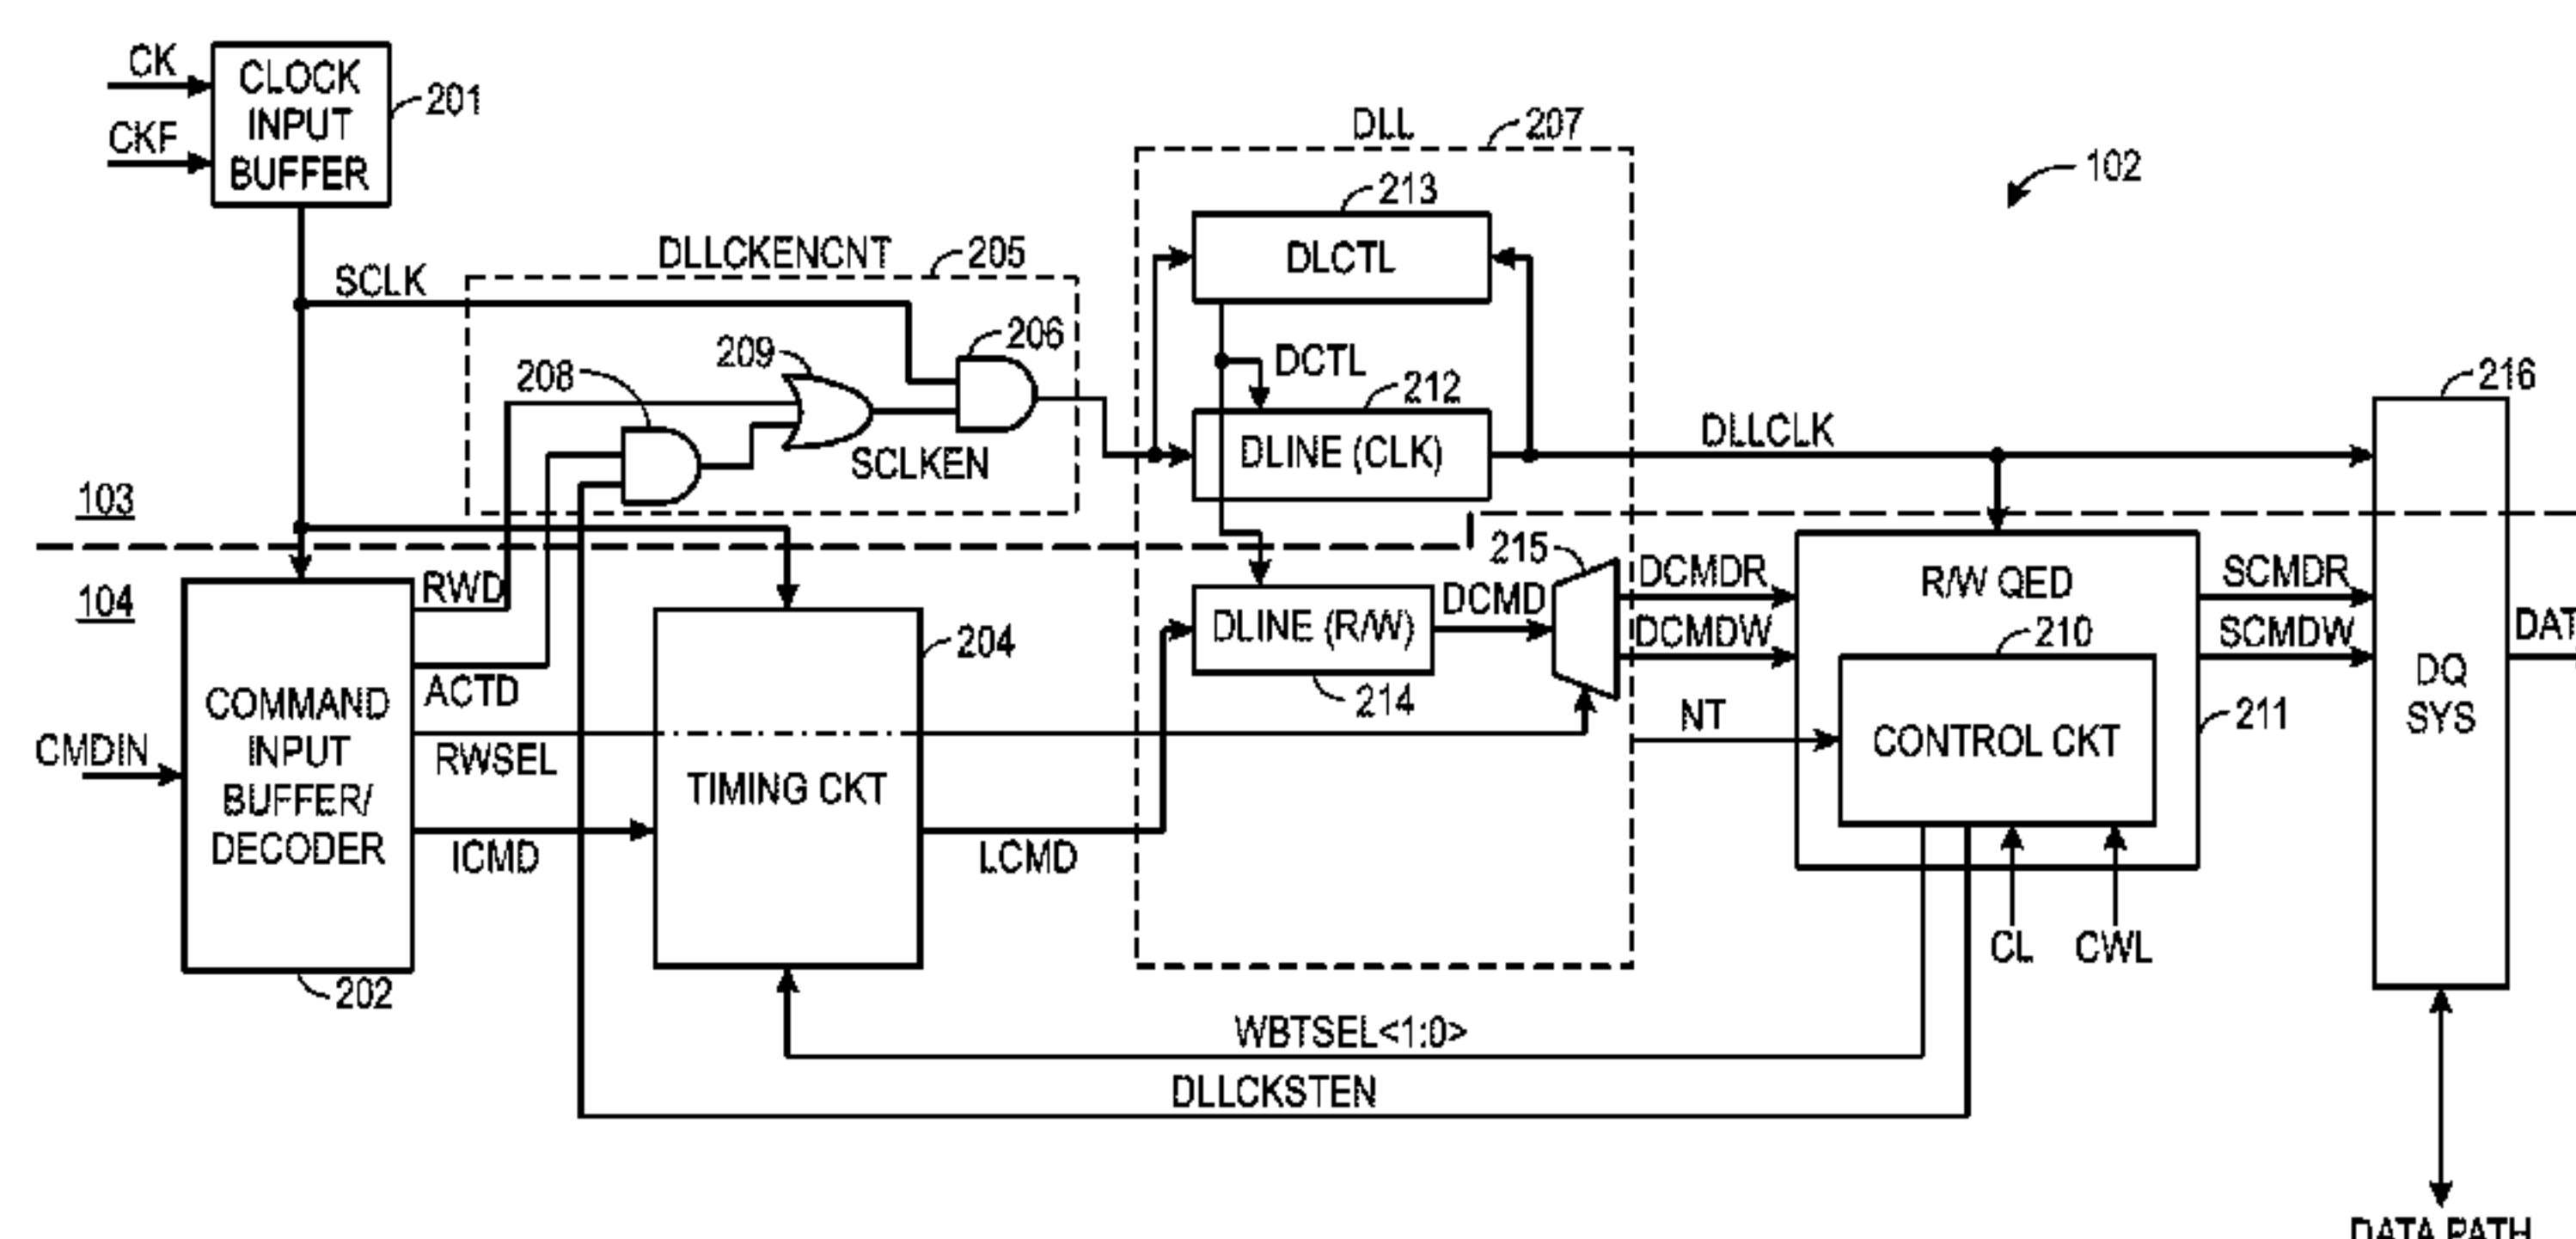 CK
CKF
CLOCK
INPUT
BUFFER
201
SCLK
DLLCKENCNT
205
206
209
208
SCLKEN
DLL
207
213
DLCTL
DCTL
212
DLINE (CLK)
DLLCLK
102
216
103
104
RWD
ACTD
RWSEL
ICMD
CMDIN
COMMAND
INPUT
BUFFER/
DECODER
202
204
TIMING CKT
LCMD
DLINE (R/W)
214
DCMD
215
DCMDR
DCMDW
NT
R/W QED
210
CONTROL CKT
211
CL
CWL
SCMDR
SCMDW
DQ
SYS
DAT
WBTSEL<1:0>
DLLCKSTEN
DATA PATH